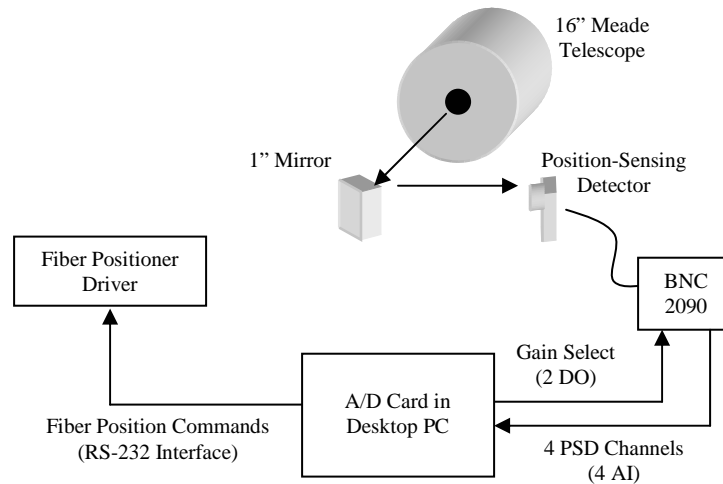 16” Meade
Telescope
1” Mirror
Position-Sensing
Detector
Fiber Positioner
Driver
BNC
2090
Gain Select
(2 DO)
A/D Card in
Desktop PC
Fiber Position Commands
(RS-232 Interface)
4 PSD Channels
(4 AI)